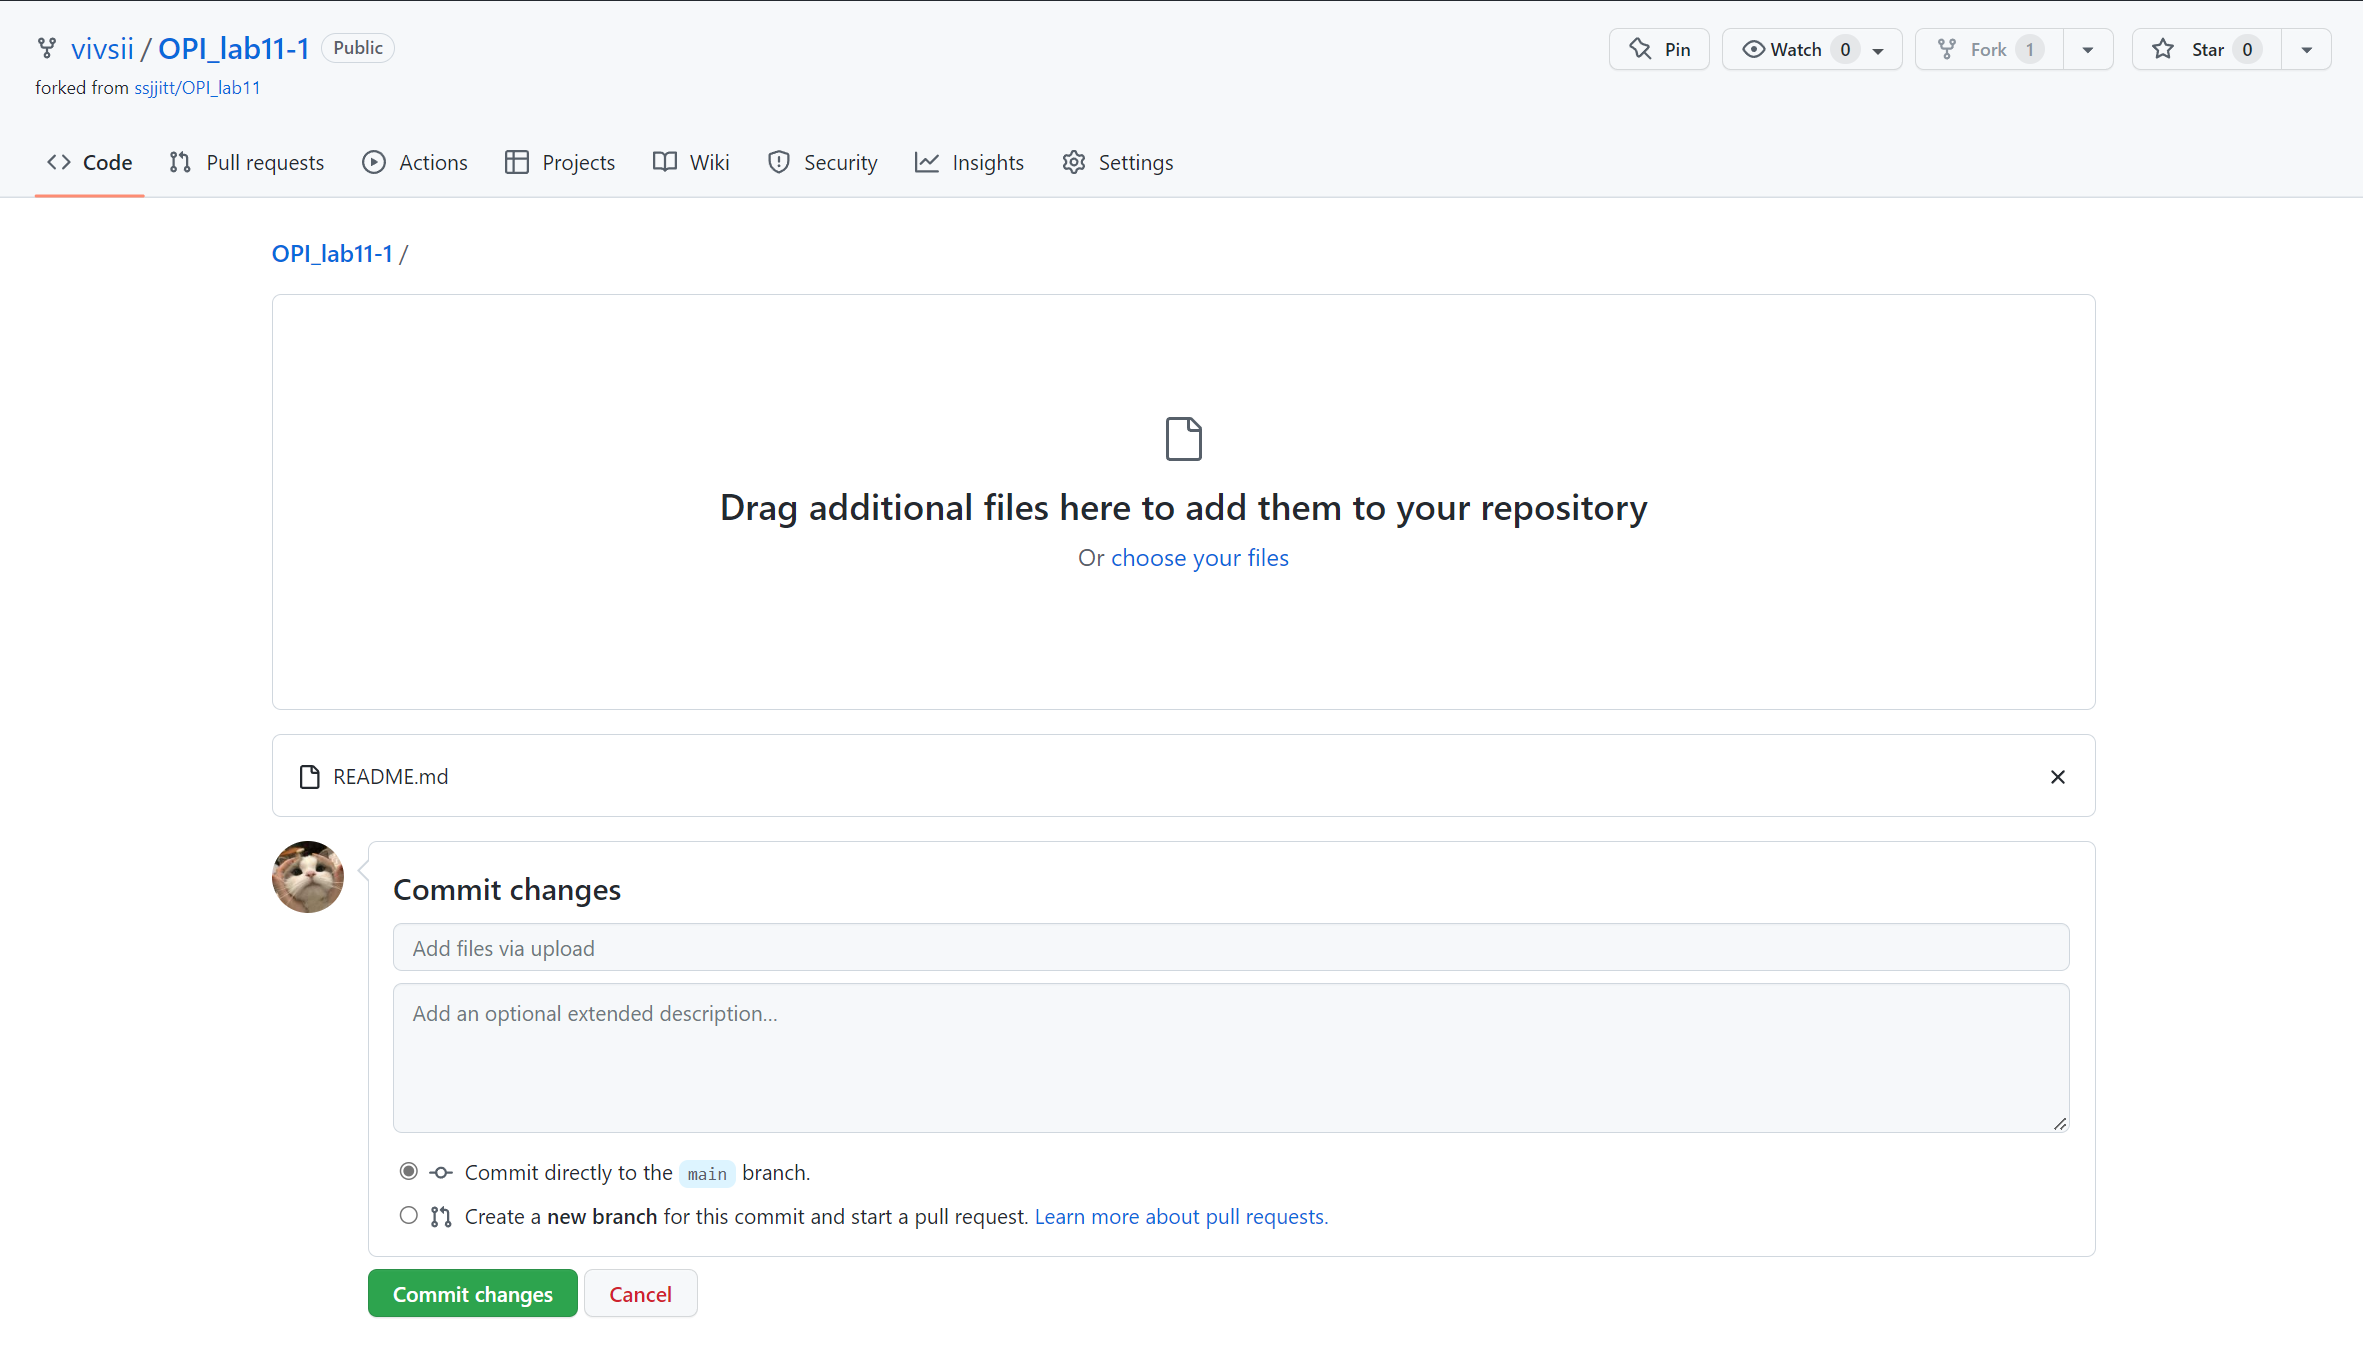 vivsii / OPI_lab11-1 Public
Pin Watch 0 Fork 1 Star 0
forked from ssjjitt/OPI_lab11
Code Pull requests Actions Projects Wiki Security Insights Settings
OPI_lab11-1 /
Drag additional files here to add them to your repository
Or choose your files
README.md
Commit changes
Add files via upload
Add an optional extended description...
Commit directly to the main branch.
Create a new branch for this commit and start a pull request. Learn more about pull requests.
Commit changes Cancel